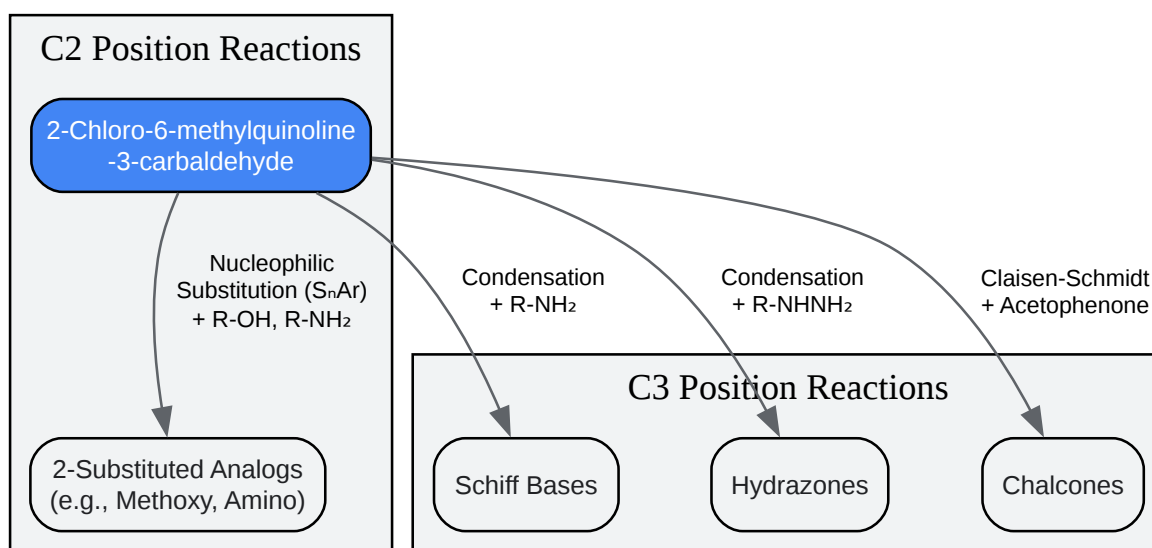 C2 Position Reactions
2-Chloro-6-methylquinoline
-3-carbaldehyde
Nucleophilic
Substitution (SₙAr)
+ R-OH, R-NH₂
Condensation
+ R-NH₂
Condensation
+ R-NHNH₂
Claisen-Schmidt
+ Acetophenone
C3 Position Reactions
2-Substituted Analogs
(e.g., Methoxy, Amino)
Schiff Bases
Hydrazones
Chalcones